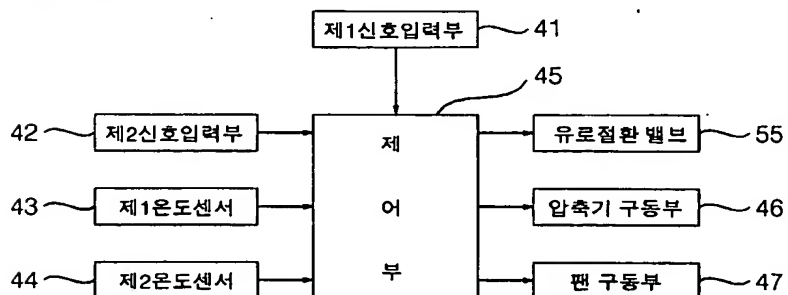 제1신호입력부 41
45
42 제2신호입력부 제 유로절환 밸브 55
43 제1온도센서 어 압축기 구동부 46
44 제2온도센서 부 팬 구동부 47